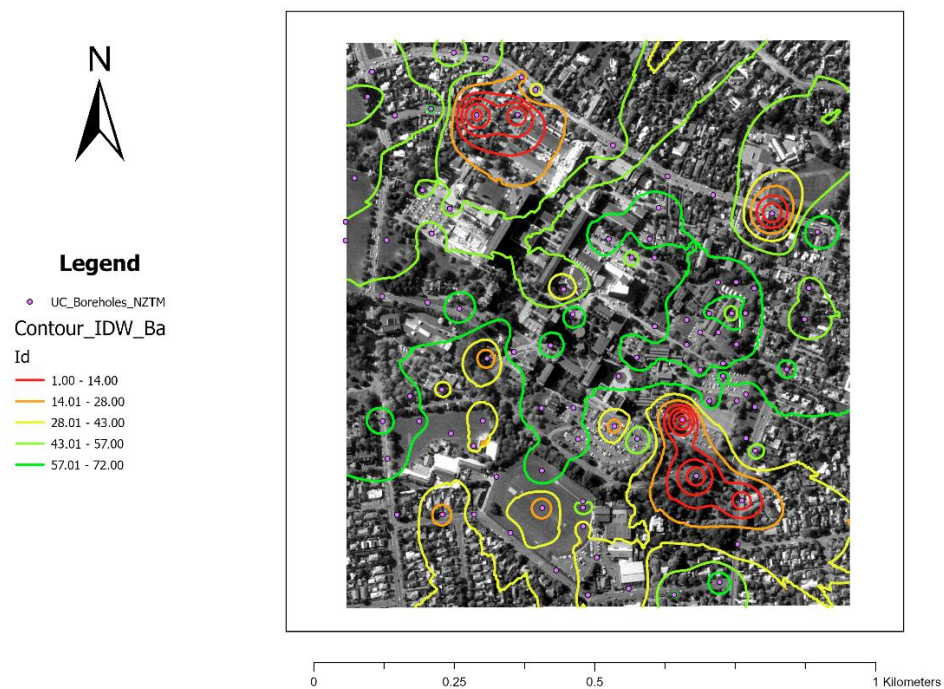 N
Legend
UC_Boreholes_NZTM
Contour_IDW_Ba
Id
1.00 - 14.00
14.01 - 28.00
28.01 - 43.00
43.01 - 57.00
57.01 - 72.00
0 0.25 0.5 1 Kilometers